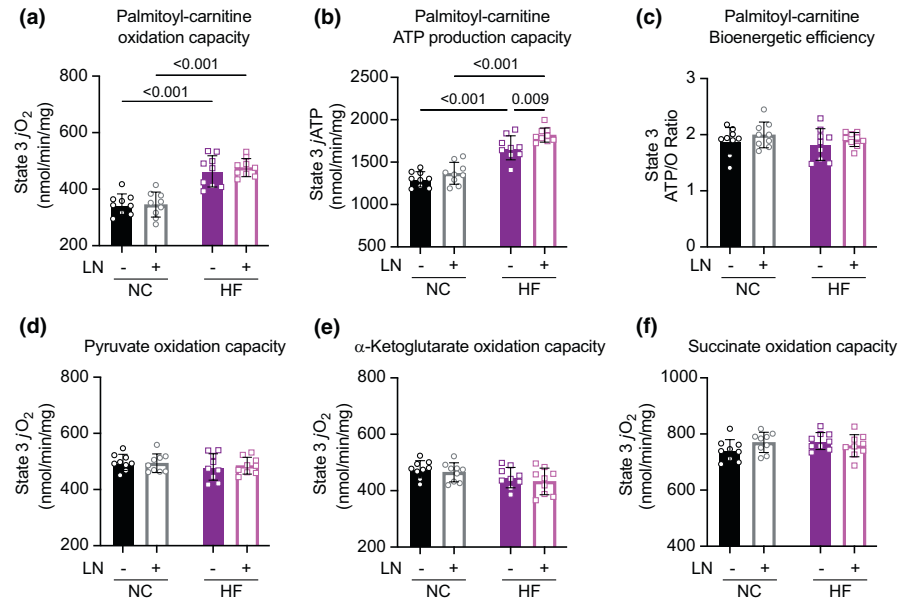 (a)
Palmitoyl-carnitine
oxidation capacity
State 3 jO2
(nmol/min/mg)
800
600
400
200
<0.001
<0.001
LN - + - +
NC HF
(b)
Palmitoyl-carnitine
ATP production capacity
State 3 jATP
(nmol/min/mg)
2500
2000
1500
1000
500
<0.001
<0.001 0.009
LN - + - +
NC HF
(c)
Palmitoyl-carnitine
Bioenergetic efficiency
State 3
ATP/O Ratio
3
2
1
0
LN - + - +
NC HF
(d)
Pyruvate oxidation capacity
State 3 jO2
(nmol/min/mg)
800
600
400
200
LN - + - +
NC HF
(e)
α-Ketoglutarate oxidation capacity
State 3 jO2
(nmol/min/mg)
800
600
400
200
LN - + - +
NC HF
(f)
Succinate oxidation capacity
State 3 jO2
(nmol/min/mg)
1000
800
600
400
LN - + - +
NC HF